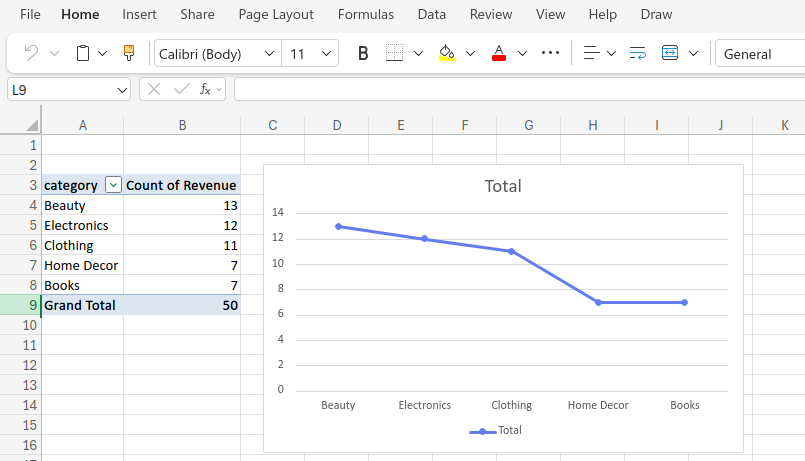 File Home Insert Share Page Layout Formulas Data Review View Help Draw
Calibri (Body) 11 B A General
L9 fx
A B C D E F G H I J K
1
2
3 category Count of Revenue
4 Beauty 13
5 Electronics 12
6 Clothing 11
7 Home Decor 7
8 Books 7
9 Grand Total 50
10
11
12
13
14
15
16
Total
14
12
10
8
6
4
2
0
Beauty Electronics Clothing Home Decor Books
Total